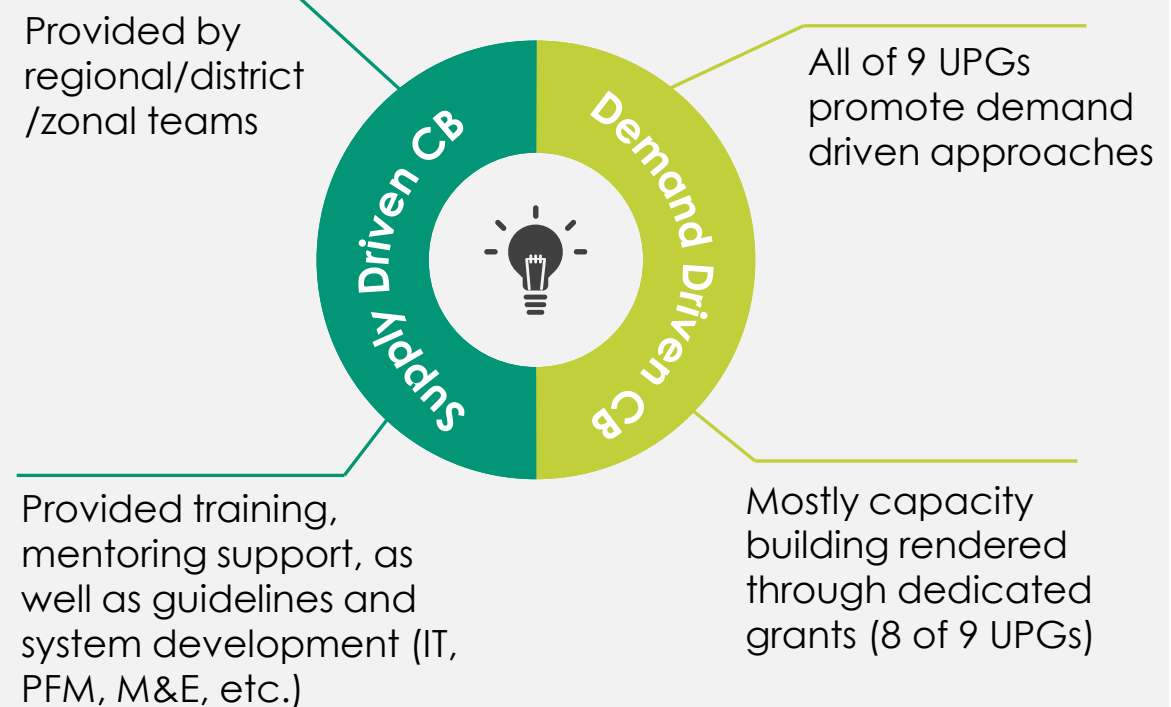 Provided by
regional/district
/zonal teams
Supply Driven CB
Demand Driven CB
All of 9 UPGs
promote demand
driven approaches
Provided training,
mentoring support, as
well as guidelines and
system development (IT,
PFM, M&E, etc.)
Mostly capacity
building rendered
through dedicated
grants (8 of 9 UPGs)